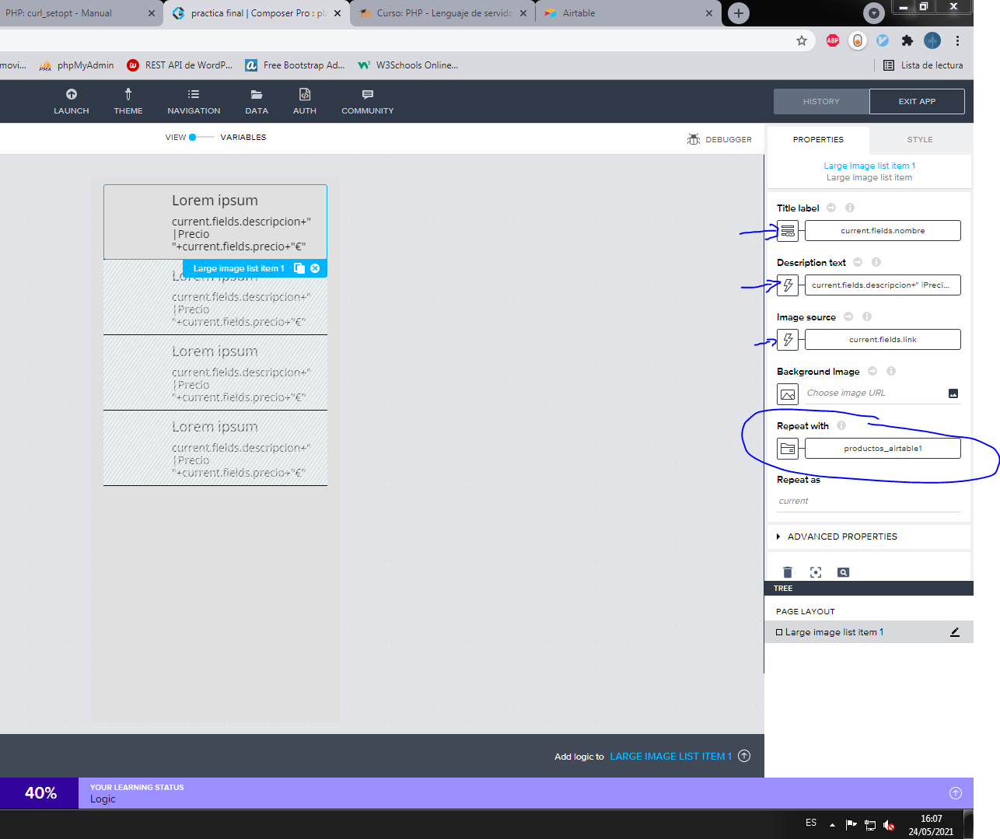 PHP: curl_setopt - Manual
practica final | Composer Pro : pla
Curso: PHP - Lenguaje de servido
Airtable
ABP
movi...
phpMyAdmin
REST API de WordP...
Free Bootstrap Ad...
W3Schools Online...
Lista de lectura
LAUNCH
THEME
NAVIGATION
DATA
AUTH
COMMUNITY
HISTORY
EXIT APP
VIEW
VARIABLES
DEBUGGER
PROPERTIES
STYLE
Large image list item 1
Large image list item
Lorem ipsum
current.fields.descripcion+"
|Precio
"+current.fields.precio+"€"
Large image list item 1
Lorem ipsum
current.fields.descripcion+"
|Precio
"+current.fields.precio+"€"
Lorem ipsum
current.fields.descripcion+"
|Precio
"+current.fields.precio+"€"
Lorem ipsum
current.fields.descripcion+"
|Precio
"+current.fields.precio+"€"
Title label
current.fields.nombre
Description text
current.fields.descripcion+" |Preci...
Image source
current.fields.link
Background Image
Choose image URL
Repeat with
productos_airtable1
Repeat as
current
ADVANCED PROPERTIES
TREE
PAGE LAYOUT
Large image list item 1
Add logic to LARGE IMAGE LIST ITEM 1
40%
YOUR LEARNING STATUS
Logic
ES
16:07
24/05/2021